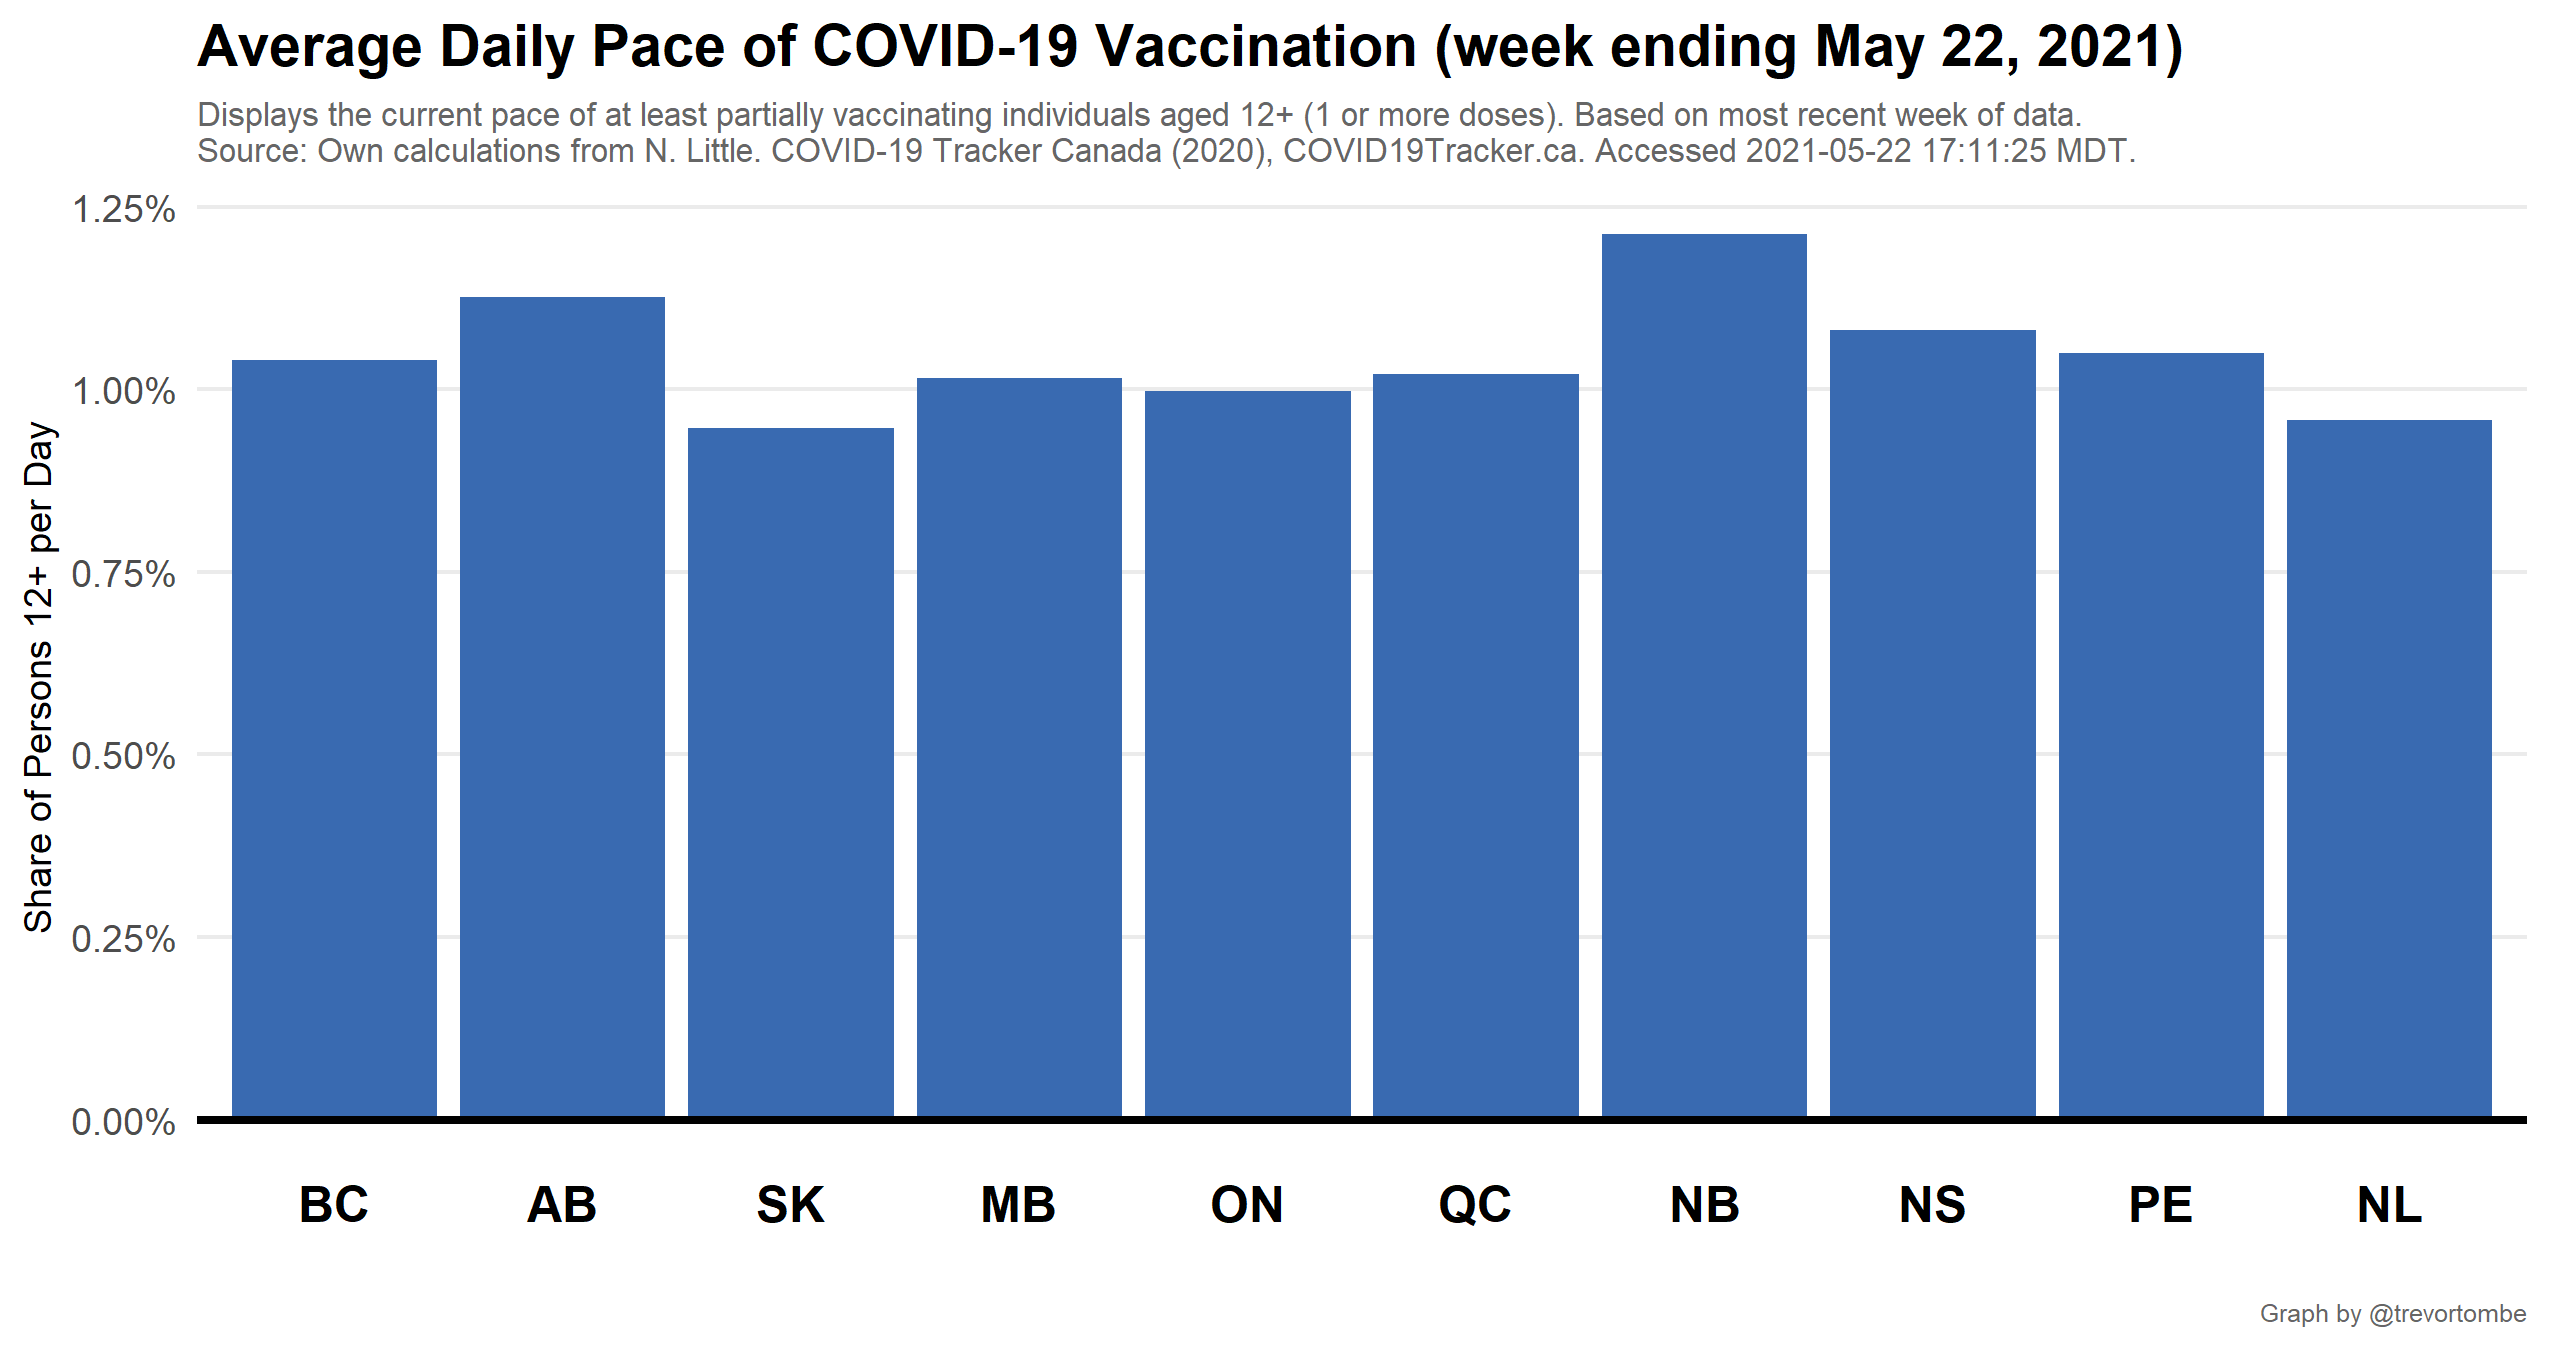 Average Daily Pace of COVID-19 Vaccination (week ending May 22, 2021)
Displays the current pace of at least partially vaccinating individuals aged 12+ (1 or more doses). Based on most recent week of data.
Source: Own calculations from N. Little. COVID-19 Tracker Canada (2020), COVID19Tracker.ca. Accessed 2021-05-22 17:11:25 MDT.
Share of Persons 12+ per Day
1.25%
1.00%
0.75%
0.50%
0.25%
0.00%
BC AB SK MB ON QC NB NS PE NL
Graph by @trevortombe